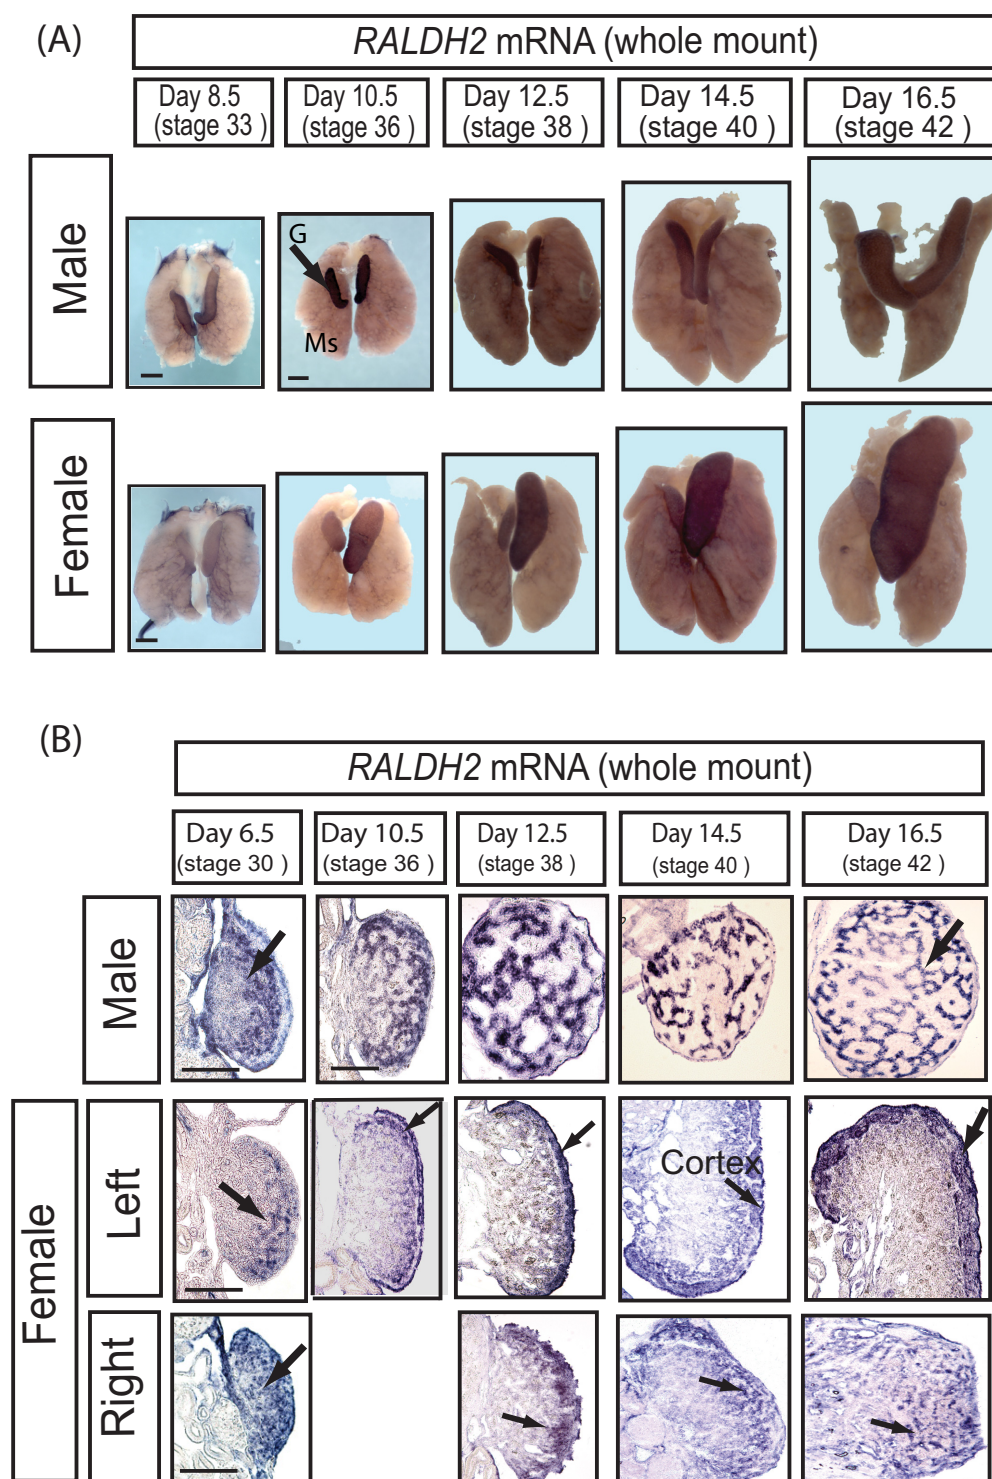 (A)
RALDH2 mRNA (whole mount)
Day 8.5
(stage 33 )
Day 10.5
(stage 36 )
Day 12.5
(stage 38 )
Day 14.5
(stage 40 )
Day 16.5
(stage 42 )
Male
G
Ms
Female
(B)
RALDH2 mRNA (whole mount)
Day 6.5
(stage 30 )
Day 10.5
(stage 36 )
Day 12.5
(stage 38 )
Day 14.5
(stage 40 )
Day 16.5
(stage 42 )
Male
Female
Left
Cortex
Right